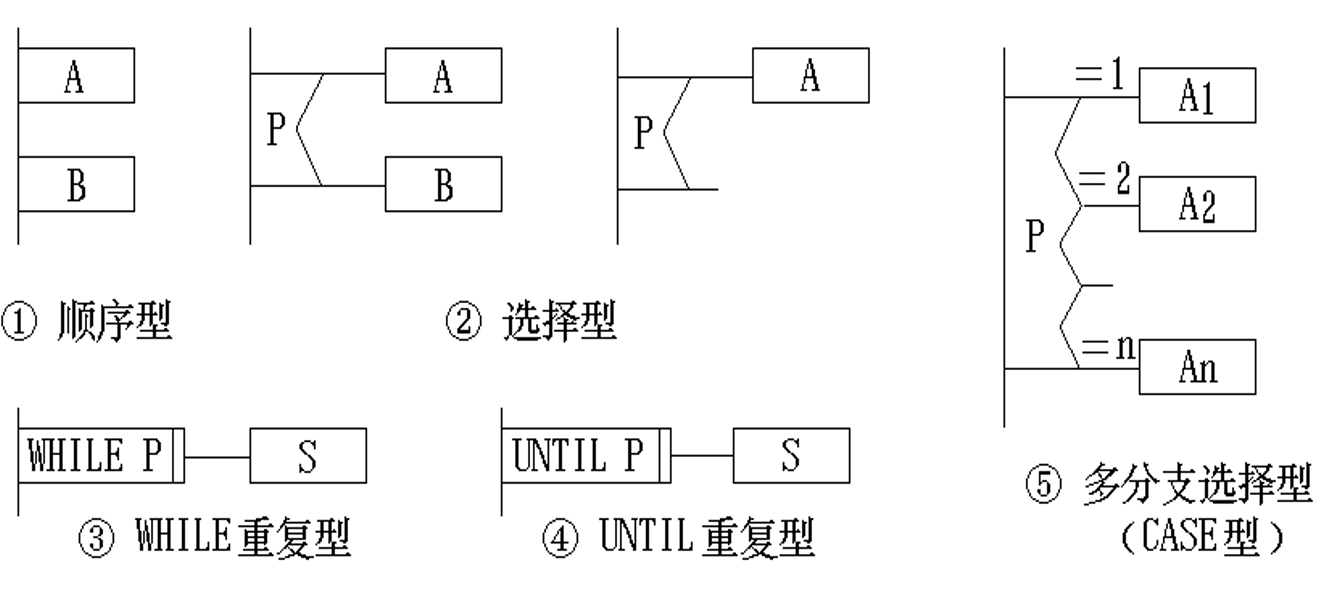 A
B
① 顺序型
P
A
B
P
A
② 选择型
WHILE P
S
③ WHILE重复型
UNTIL P
S
④ UNTIL重复型
=1
A1
=2
A2
P
=n
An
⑤ 多分支选择型
(CASE型)